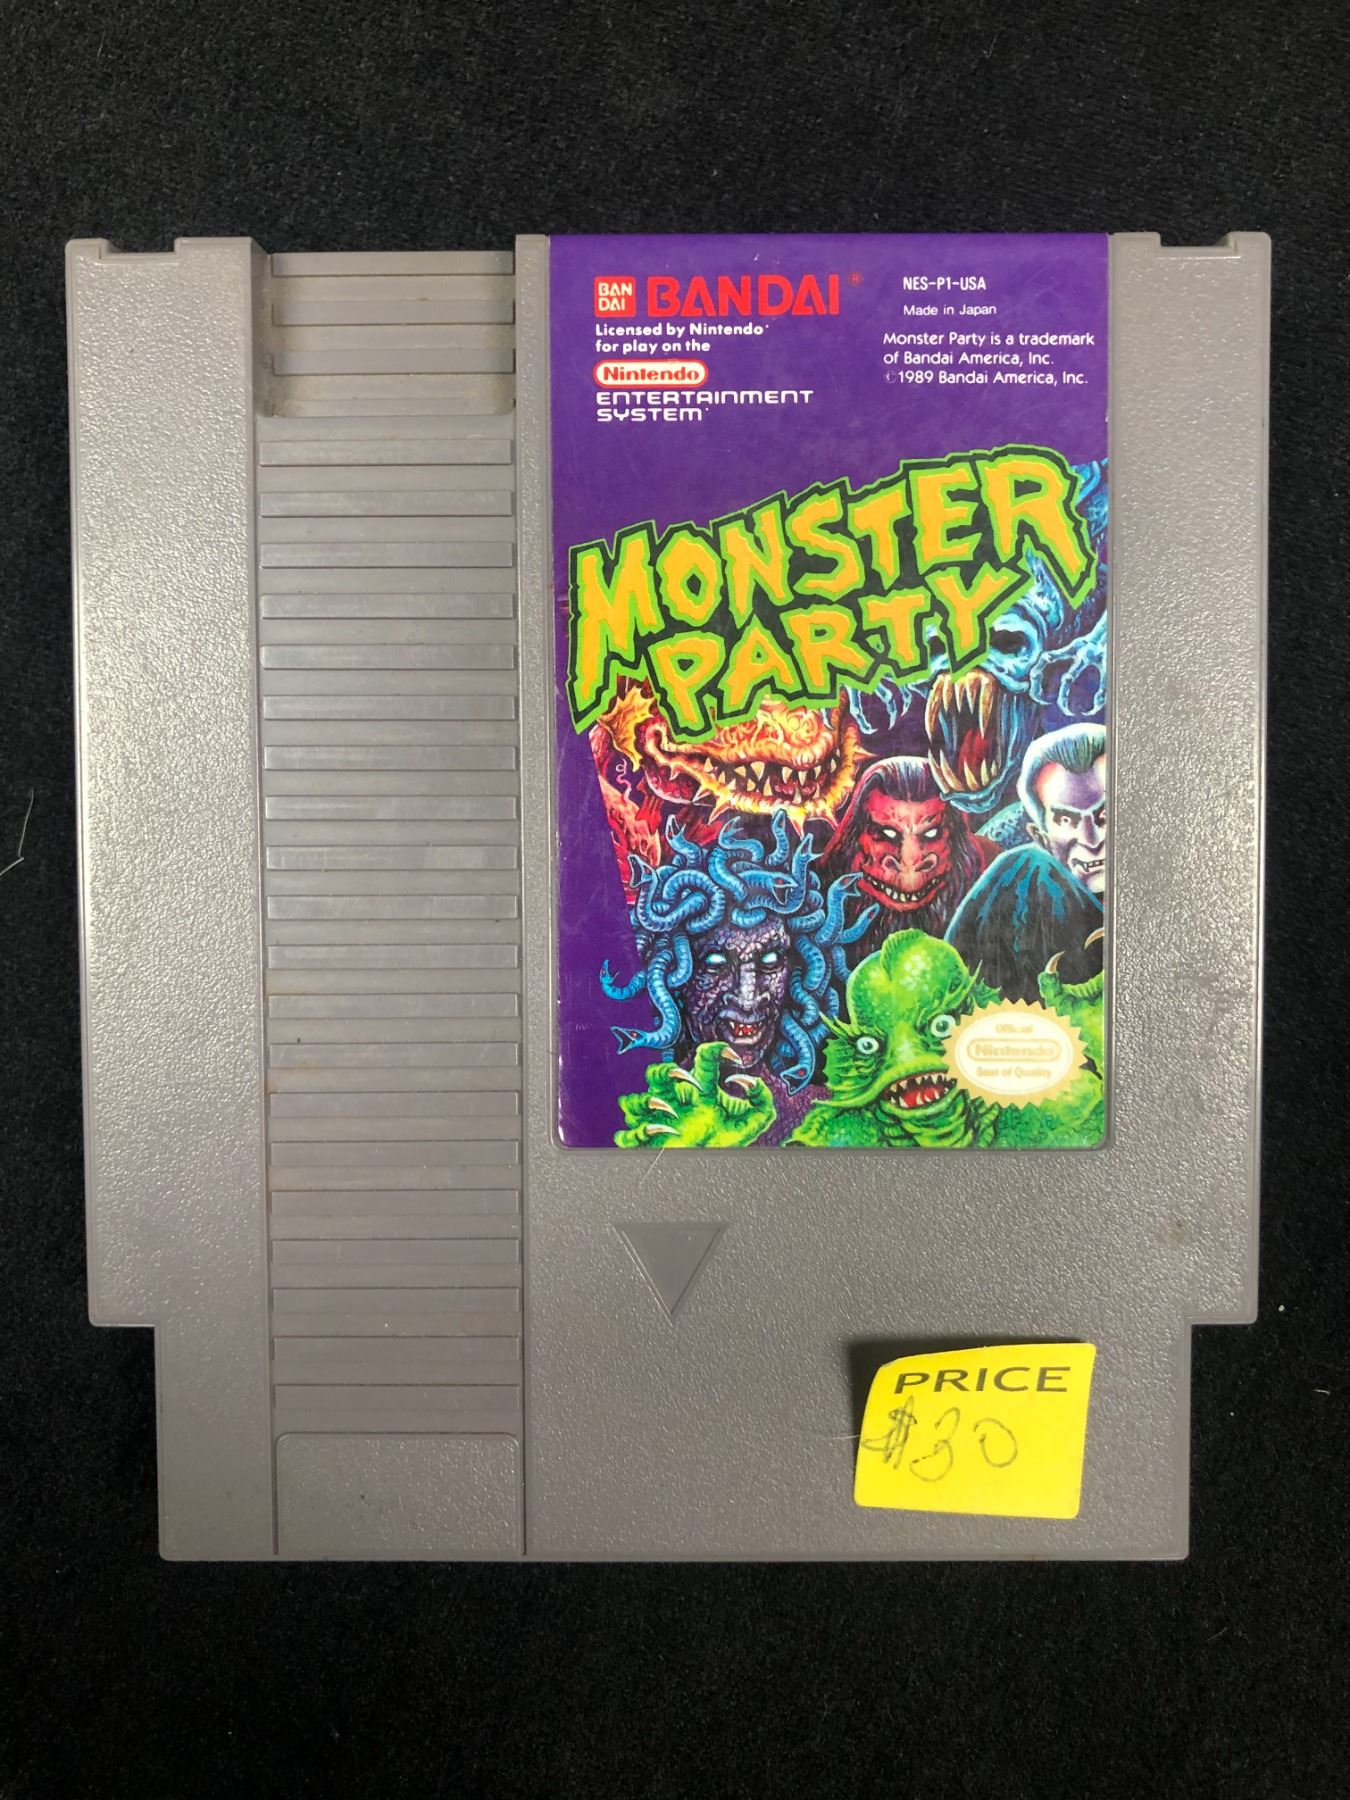 BAN
DAI
BANDAI®
Licensed by Nintendo®
for play on the
Nintendo
ENTERTAINMENT
SYSTEM®
NES-P1-USA
Made in Japan
Monster Party is a trademark
of Bandai America, Inc.
©1989 Bandai America, Inc.
MONSTER
PARTY
Official
Nintendo
Seal of Quality
PRICE
$30